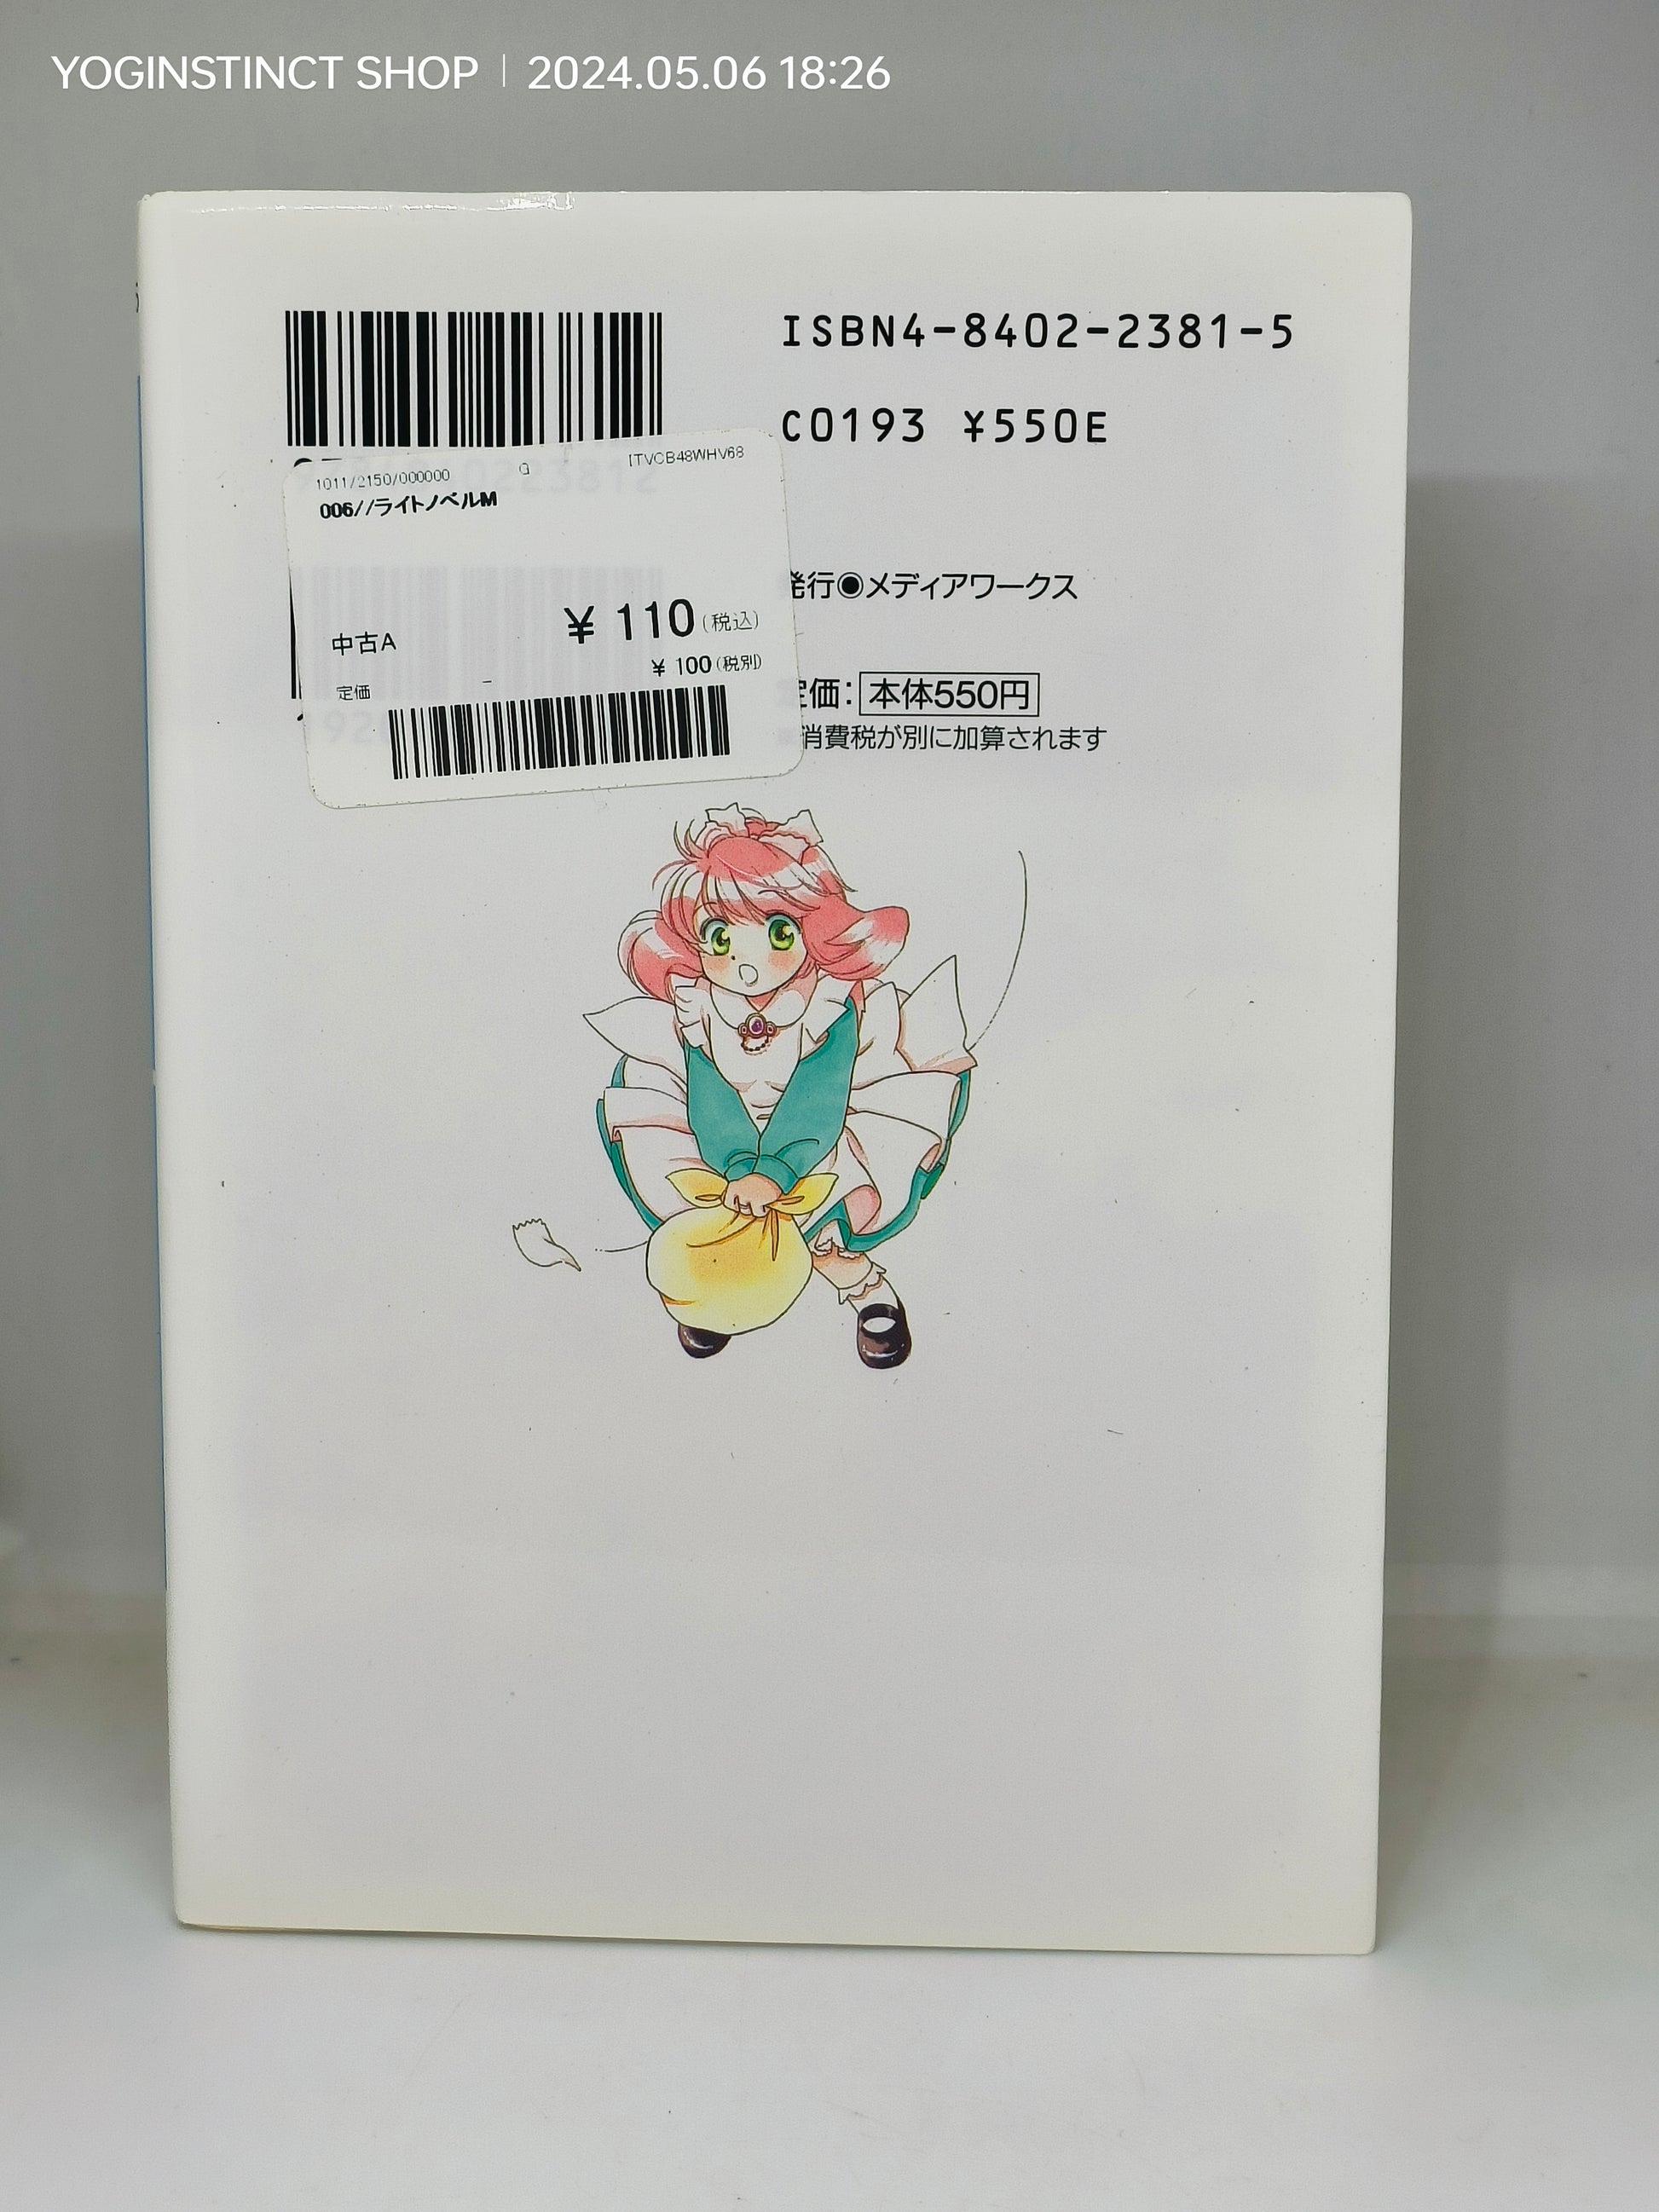 YOGINSTINCT SHOP | 2024.05.06 18:26
ISBN4-8402-2381-5
C0193 ¥550E
1011/2150/000000
ITVCB48WHV68
006//ライトノベルM
発行◉メディアワークス
中古A
¥ 110(税込)
¥ 100(税別)
定価
定価:本体550円
※消費税が別に加算されます